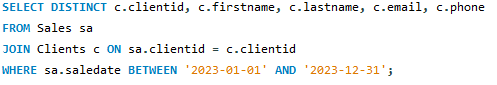 SELECT DISTINCT c.clientid, c.firstname, c.lastname, c.email, c.phone
FROM Sales sa
JOIN Clients c ON sa.clientid = c.clientid
WHERE sa.saledate BETWEEN '2023-01-01' AND '2023-12-31';